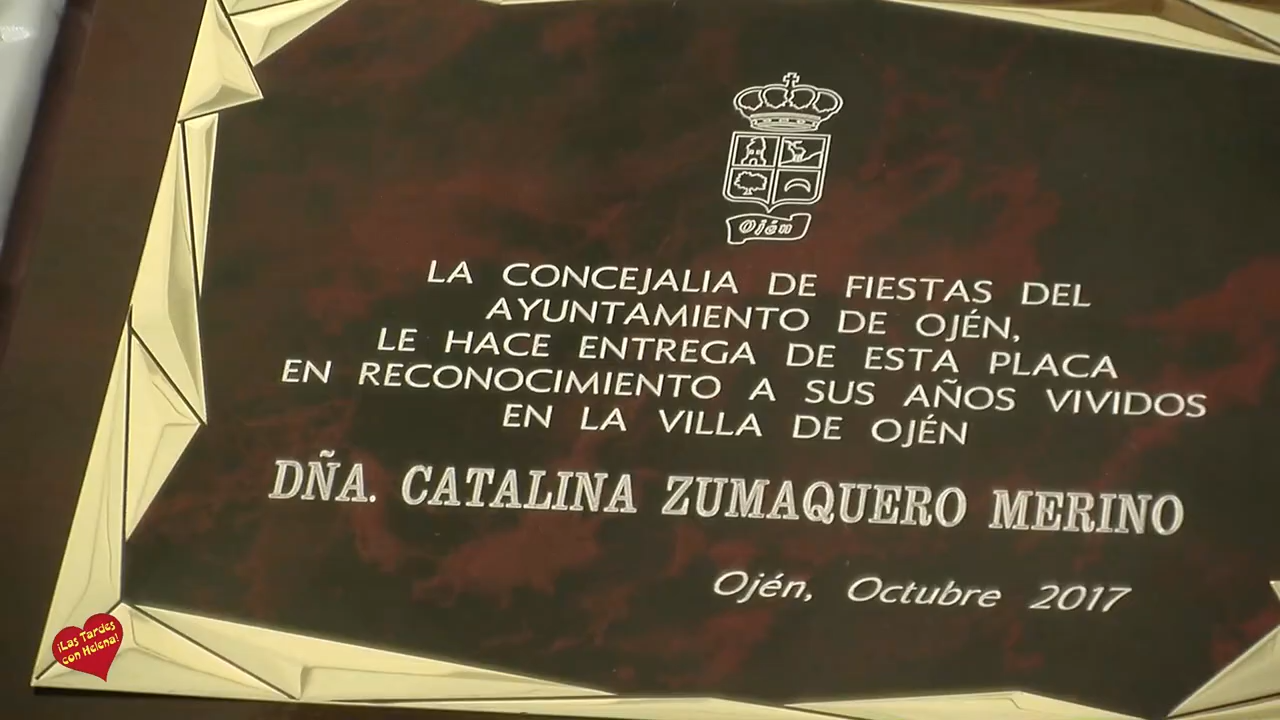 Ojén
LA CONCEJALIA DE FIESTAS DEL
AYUNTAMIENTO DE OJÉN,
LE HACE ENTREGA DE ESTA PLACA
EN RECONOCIMIENTO A SUS AÑOS VIVIDOS
EN LA VILLA DE OJÉN
DÑA. CATALINA ZUMAQUERO MERINO
Ojén, Octubre 2017
¡Las Tardes
con Helena!